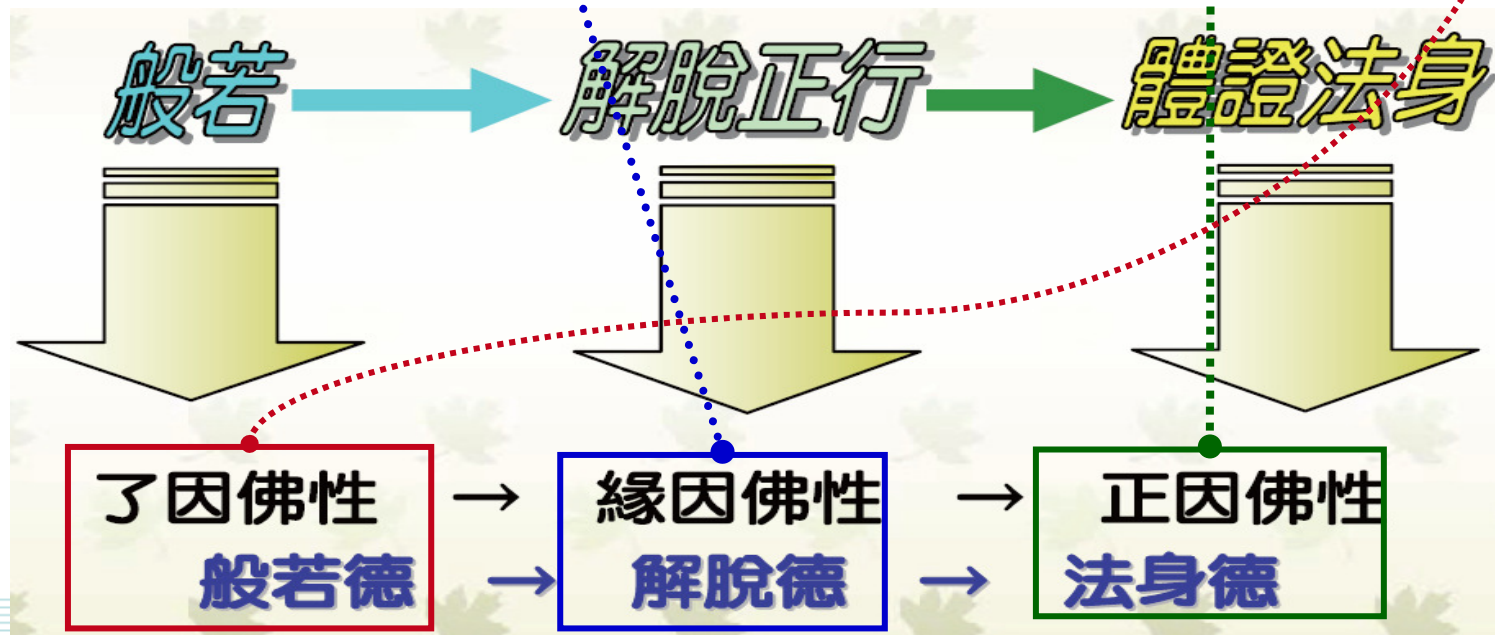 般若 解脫正行 體證法身
了因佛性 → 緣因佛性 → 正因佛性
般若德 → 解脫德 → 法身德